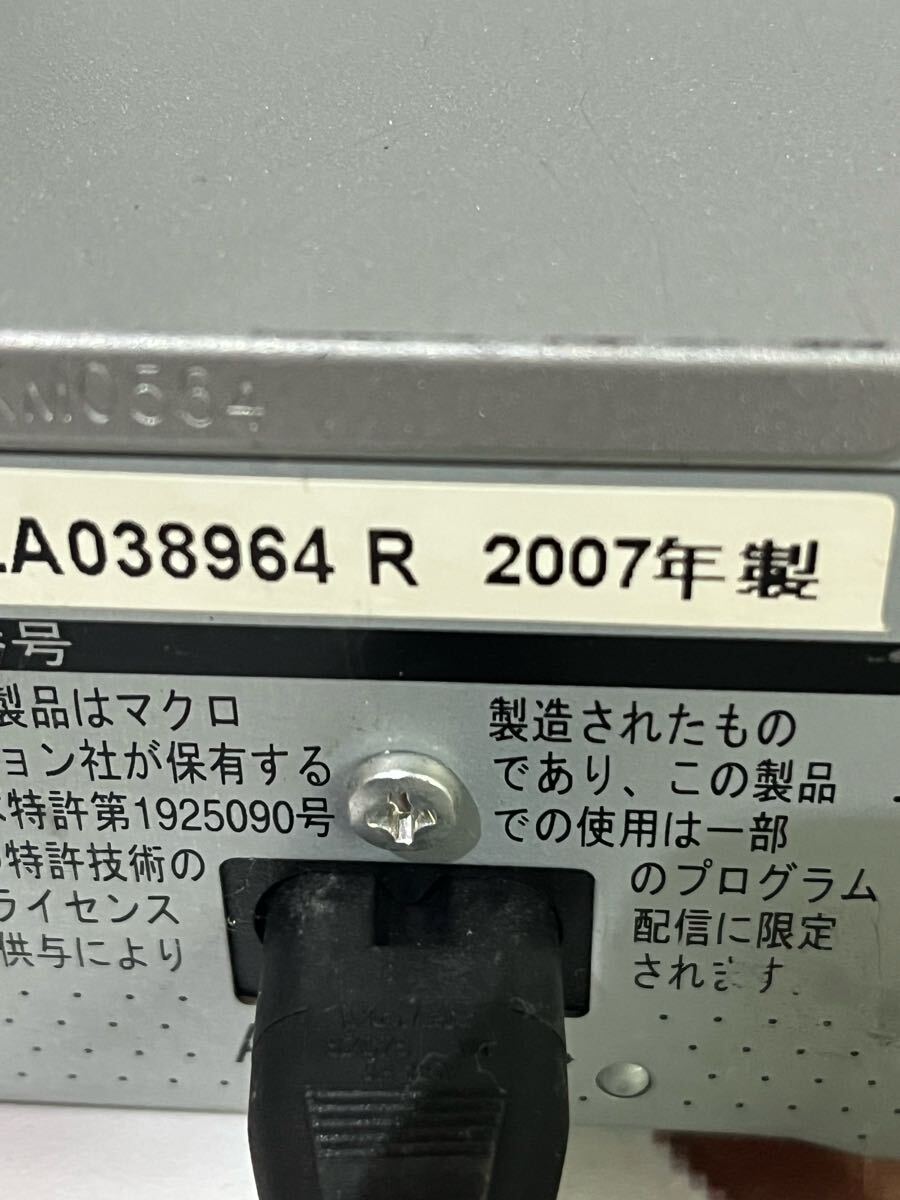 KM0584
LA038964 R 2007年製
番号
製品はマクロ
ョン社が保有する
本特許第1925090号
の特許技術の
ライセンス
供与により
製造されたもの
であり、この製品
での使用は一部
のプログラム
配信に限定
されます.